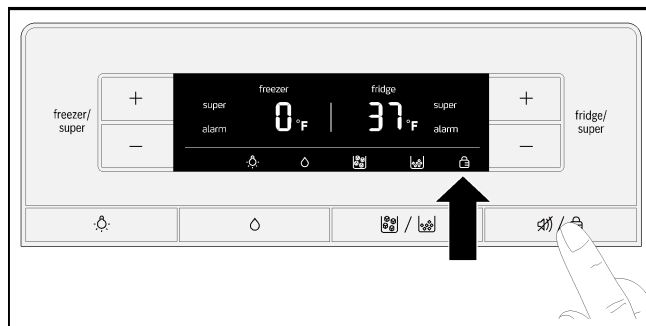 freezer/
super
+
−
freezer
super
alarm
0°F
fridge
37°F
super
alarm
+
−
fridge/
super
/
/